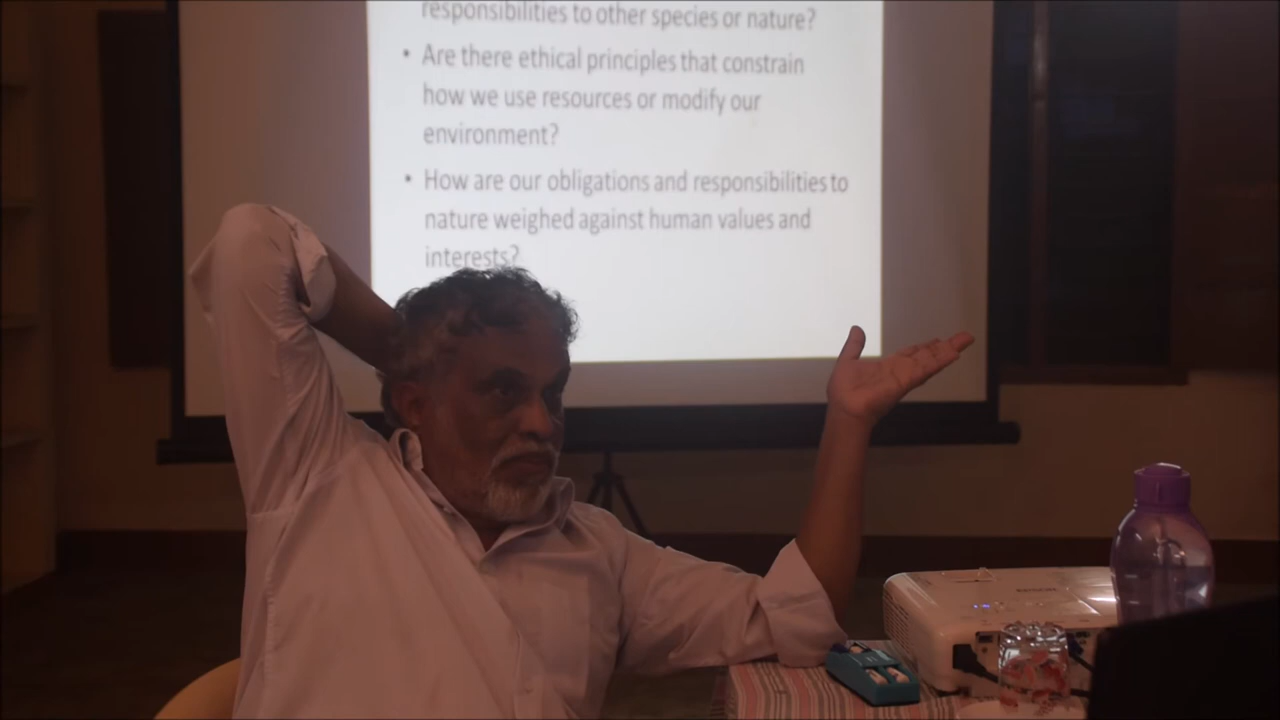 responsibilities to other species or nature?
• Are there ethical principles that constrain
how we use resources or modify our
environment?
• How are our obligations and responsibilities to
nature weighed against human values and
interests?
EPSON